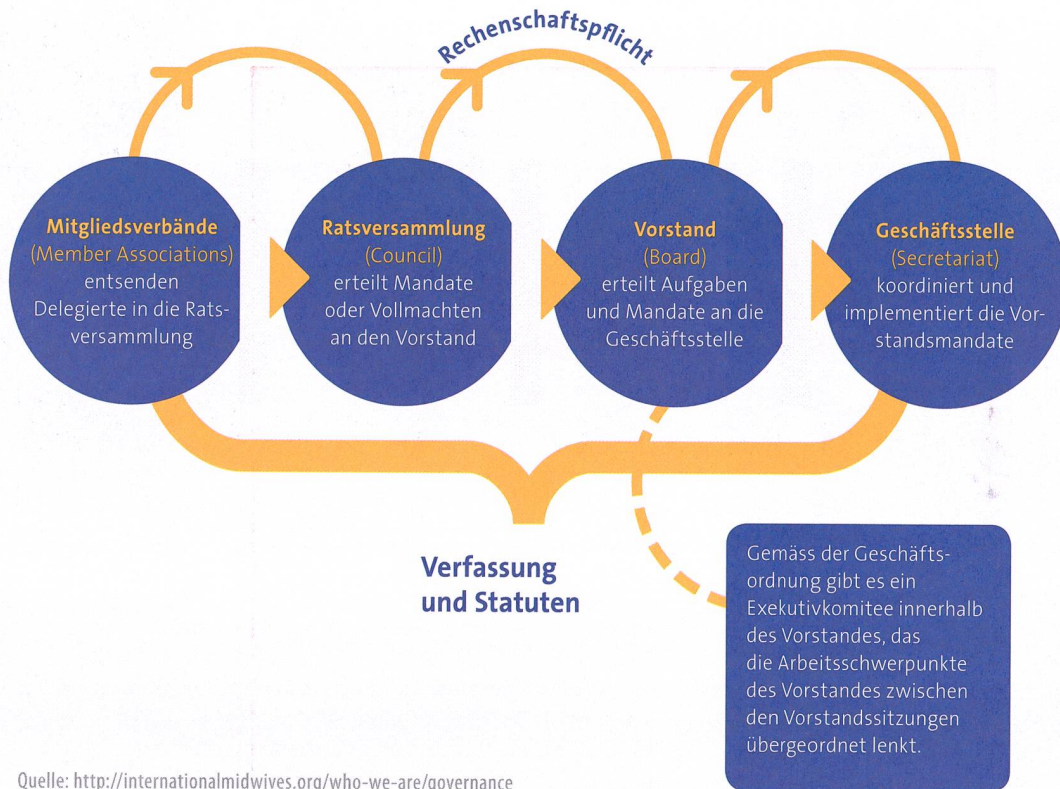 Rechenschaftspflicht
Mitgliedsverbände
(Member Associations)
entsenden
Delegierte in die Rats-
versammlung
Ratsversammlung
(Council)
erteilt Mandate
oder Vollmachten
an den Vorstand
Vorstand
(Board)
erteilt Aufgaben
und Mandate an die
Geschäftsstelle
Geschäftsstelle
(Secretariat)
koordiniert und
implementiert die Vor-
standsmandate
Verfassung
und Statuten
Gemäss der Geschäfts-
ordnung gibt es ein
Exekutivkomitee innerhalb
des Vorstandes, das
die Arbeitsschwerpunkte
des Vorstandes zwischen
den Vorstandssitzungen
übergeordnet lenkt.
Quelle: http://internationalmidwives.org/who-we-are/governance